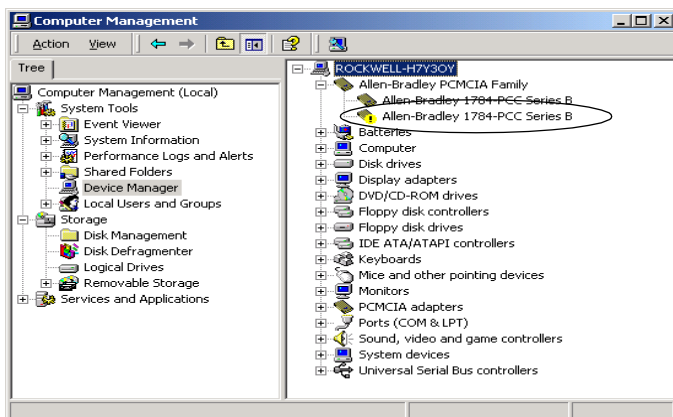 Computer Management
Action View
Tree
Computer Management (Local)
System Tools
Event Viewer
System Information
Performance Logs and Alerts
Shared Folders
Device Manager
Local Users and Groups
Storage
Disk Management
Disk Defragmenter
Logical Drives
Removable Storage
Services and Applications
ROCKWELL-H7Y3OY
Allen-Bradley PCMCIA Family
Allen-Bradley 1784-PCC Series B
Allen-Bradley 1784-PCC Series B
Batteries
Computer
Disk drives
Display adapters
DVD/CD-ROM drives
Floppy disk controllers
Floppy disk drives
IDE ATA/ATAPI controllers
Keyboards
Mice and other pointing devices
Monitors
PCMCIA adapters
Ports (COM & LPT)
Sound, video and game controllers
System devices
Universal Serial Bus controllers